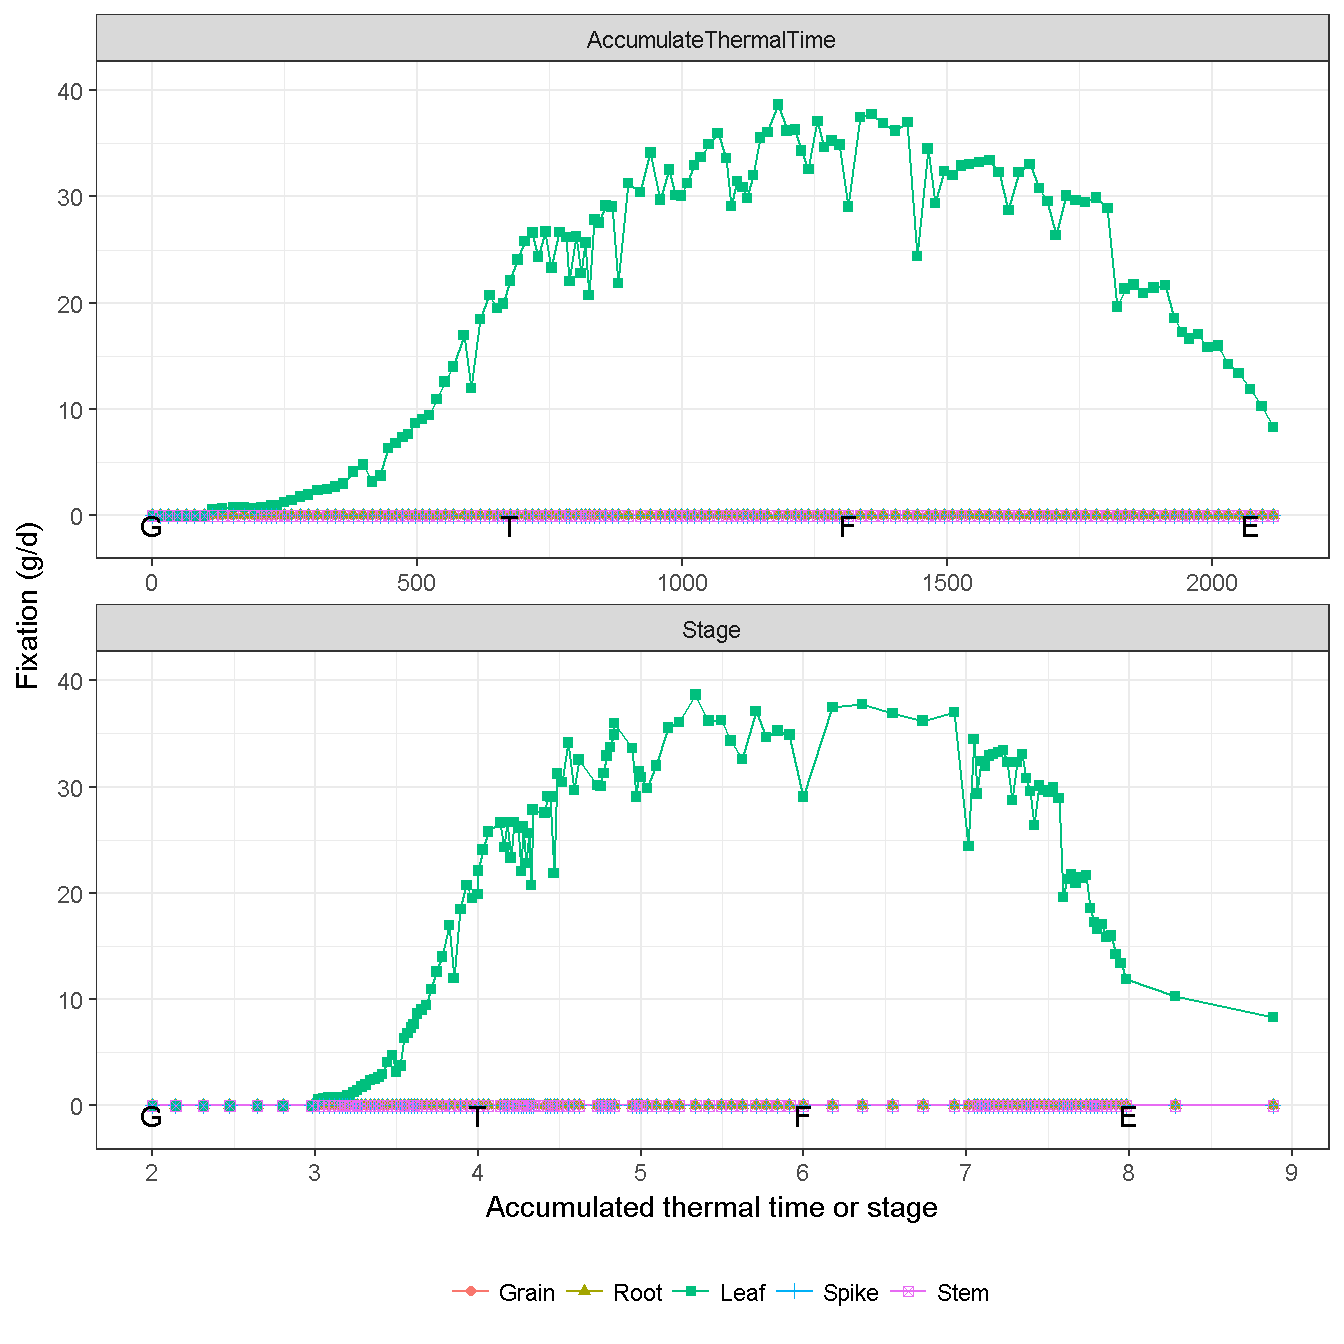 AccumulateThermalTime
40
30
20
10
0
G T F E
0 500 1000 1500 2000
Fixation (g/d)
Stage
40
30
20
10
0
G T F E
2 3 4 5 6 7 8 9
Accumulated thermal time or stage
Grain Root Leaf Spike Stem